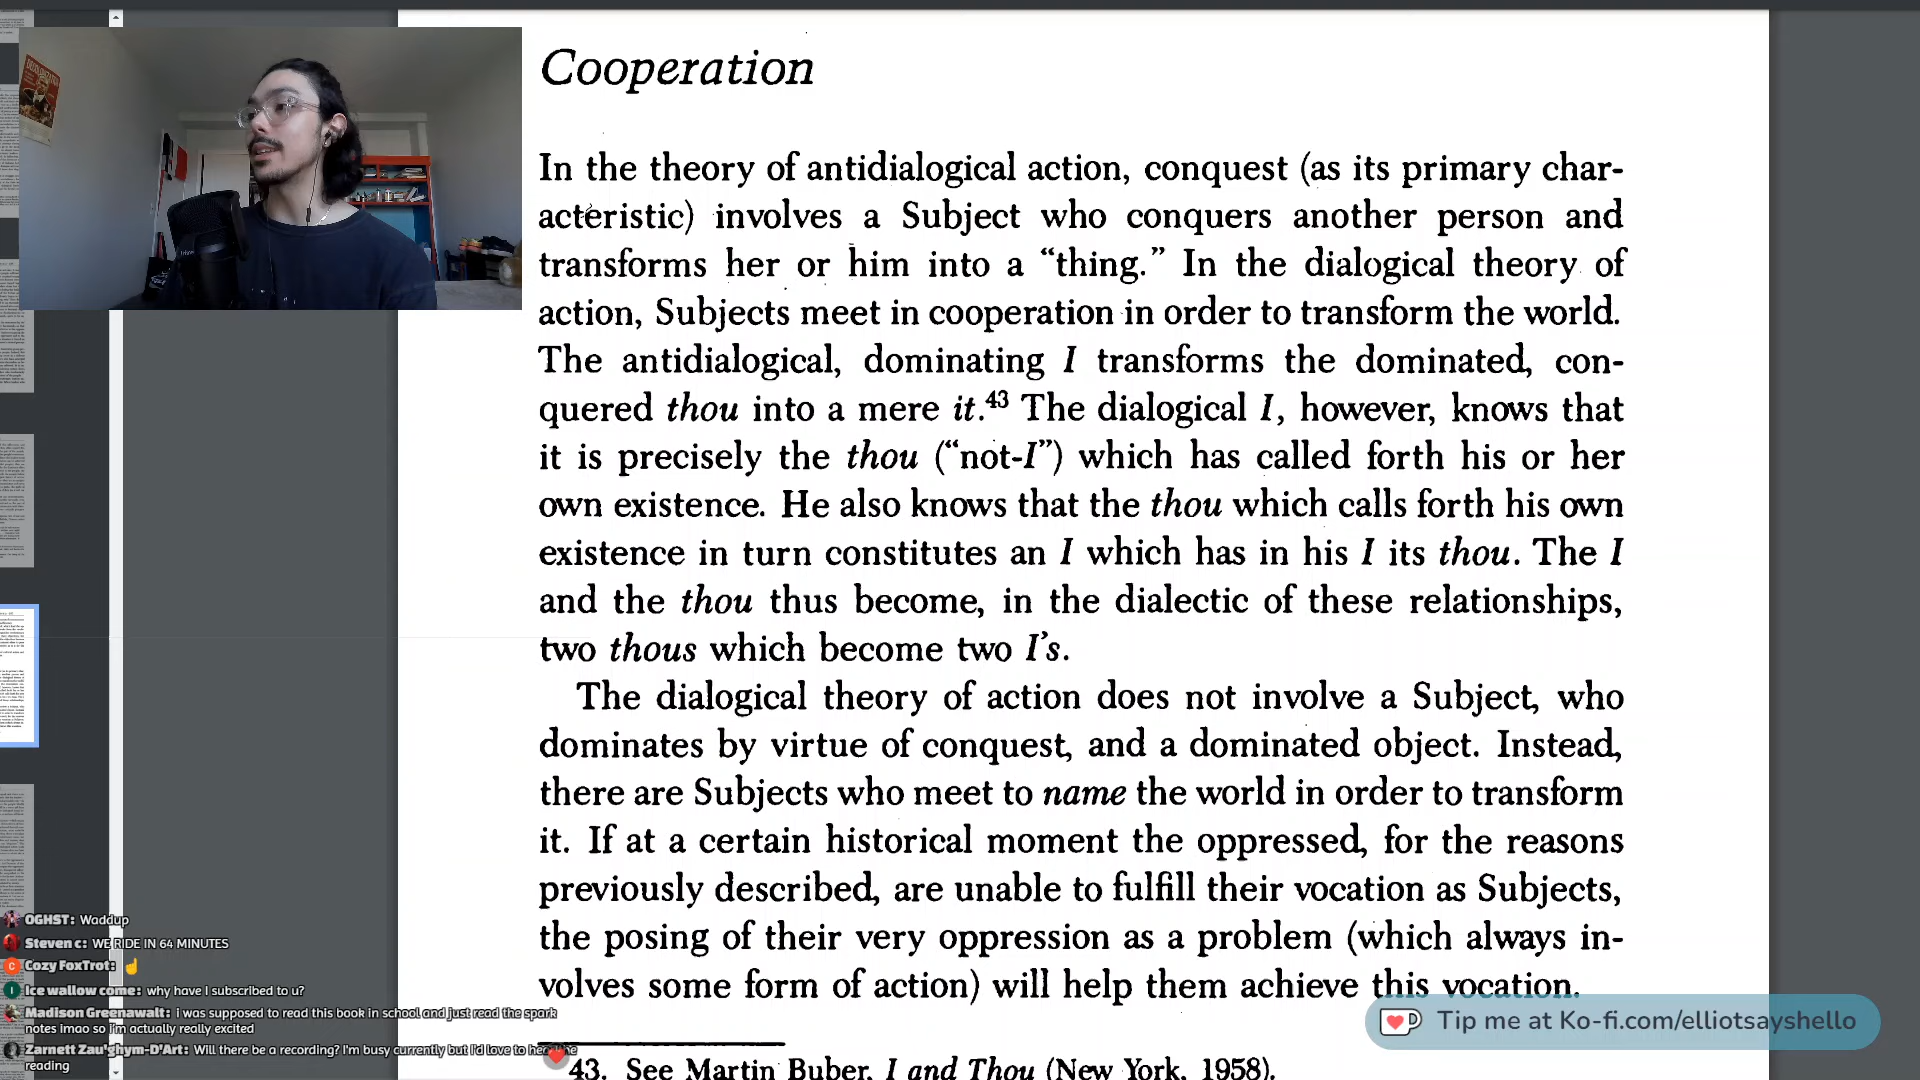 Cooperation
In the theory of antidialogical action, conquest (as its primary char-
acteristic) involves a Subject who conquers another person and
transforms her or him into a “thing.” In the dialogical theory of
action, Subjects meet in cooperation in order to transform the world.
The antidialogical, dominating I transforms the dominated, con-
quered thou into a mere it.43 The dialogical I, however, knows that
it is precisely the thou (“not-I”) which has called forth his or her
own existence. He also knows that the thou which calls forth his own
existence in turn constitutes an I which has in his I its thou. The I
and the thou thus become, in the dialectic of these relationships,
two thous which become two I’s.
The dialogical theory of action does not involve a Subject, who
dominates by virtue of conquest, and a dominated object. Instead,
there are Subjects who meet to name the world in order to transform
it. If at a certain historical moment the oppressed, for the reasons
previously described, are unable to fulfill their vocation as Subjects,
the posing of their very oppression as a problem (which always in-
volves some form of action) will help them achieve this vocation.
43. See Martin Buber, I and Thou (New York, 1958).
OGHST: Waddup
Steven c: WE RIDE IN 64 MINUTES
Cozy FoxTrot: ☝
Ice wallow come: why have I subscribed to u?
Madison Greenawalt: i was supposed to read this book in school and just read the spark
notes lmao so i'm actually really excited
Zarnett Zau'ghym-D'Art: Will there be a recording? I'm busy currently but I'd love to the
reading
Tip me at Ko-fi.com/elliotsayshello